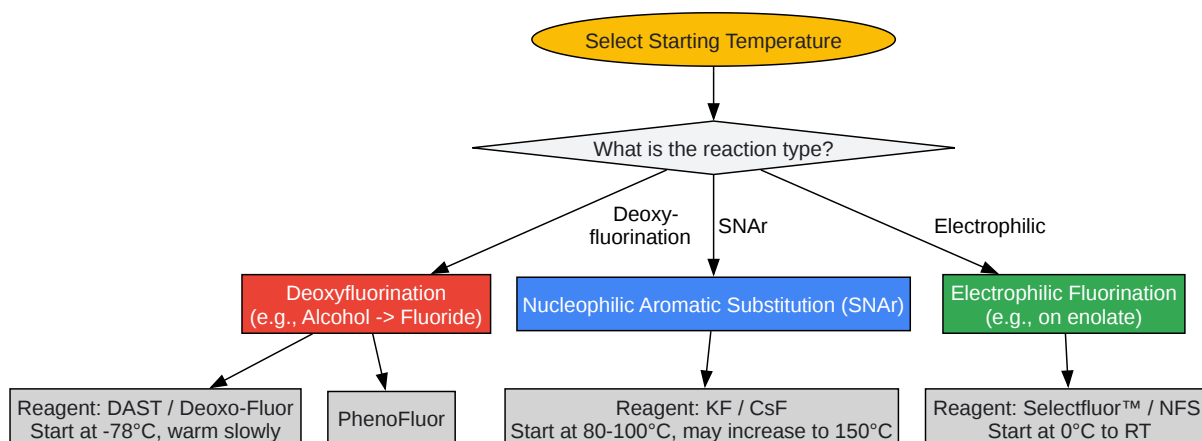 Select Starting Temperature
What is the reaction type?
Deoxy-
fluorination
SNAr
Electrophilic
Deoxyfluorination
(e.g., Alcohol -> Fluoride)
Nucleophilic Aromatic Substitution (SNAr)
Electrophilic Fluorination
(e.g., on enolate)
Reagent: DAST / Deoxo-Fluor
Start at -78°C, warm slowly
PhenoFluor
Reagent: KF / CsF
Start at 80-100°C, may increase to 150°C
Reagent: Selectfluor™ / NFS
Start at 0°C to RT